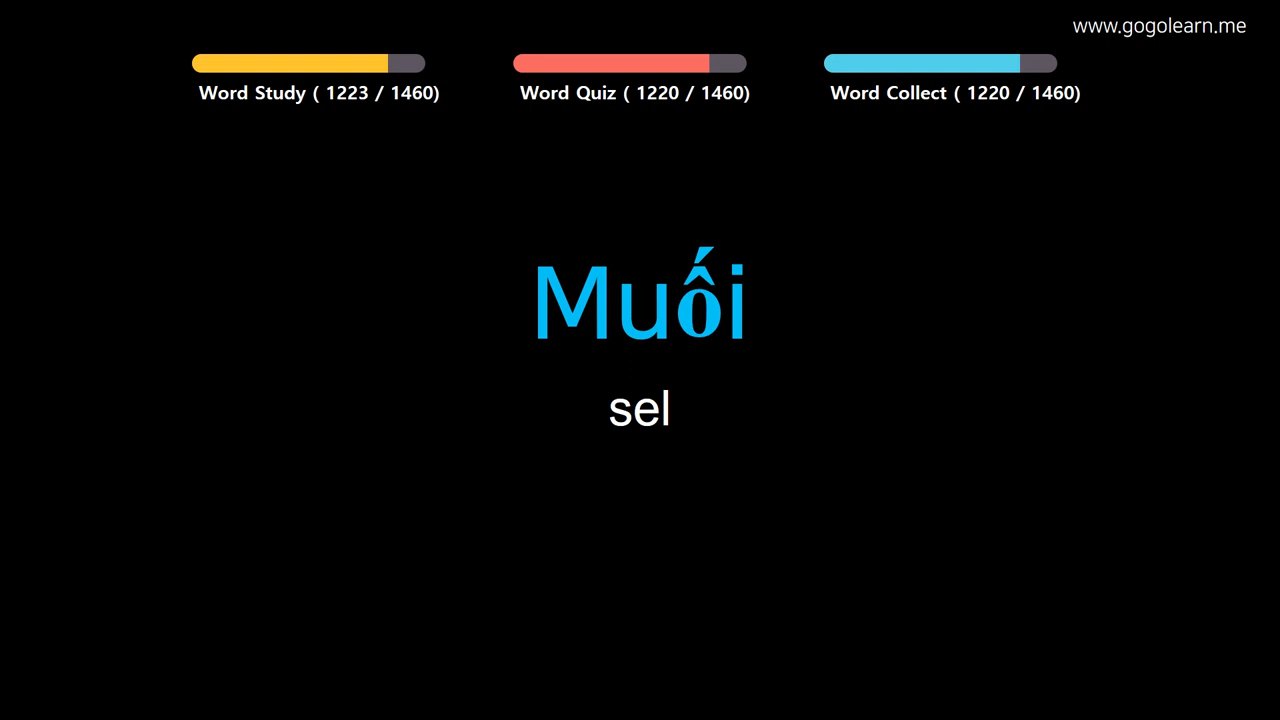 www.gogolearn.me
Word Study ( 1223 / 1460)
Word Quiz ( 1220 / 1460)
Word Collect ( 1220 / 1460)
Muối
sel